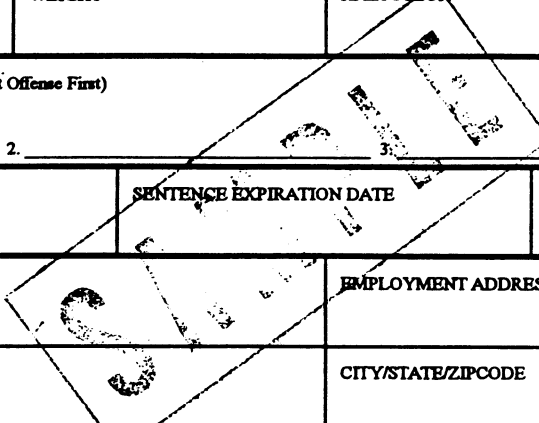 t Offense First)
2. 3.
SENTENCE EXPIRATION DATE
EMPLOYMENT ADDRES
CITY/STATE/ZIPCODE
SAMPLE